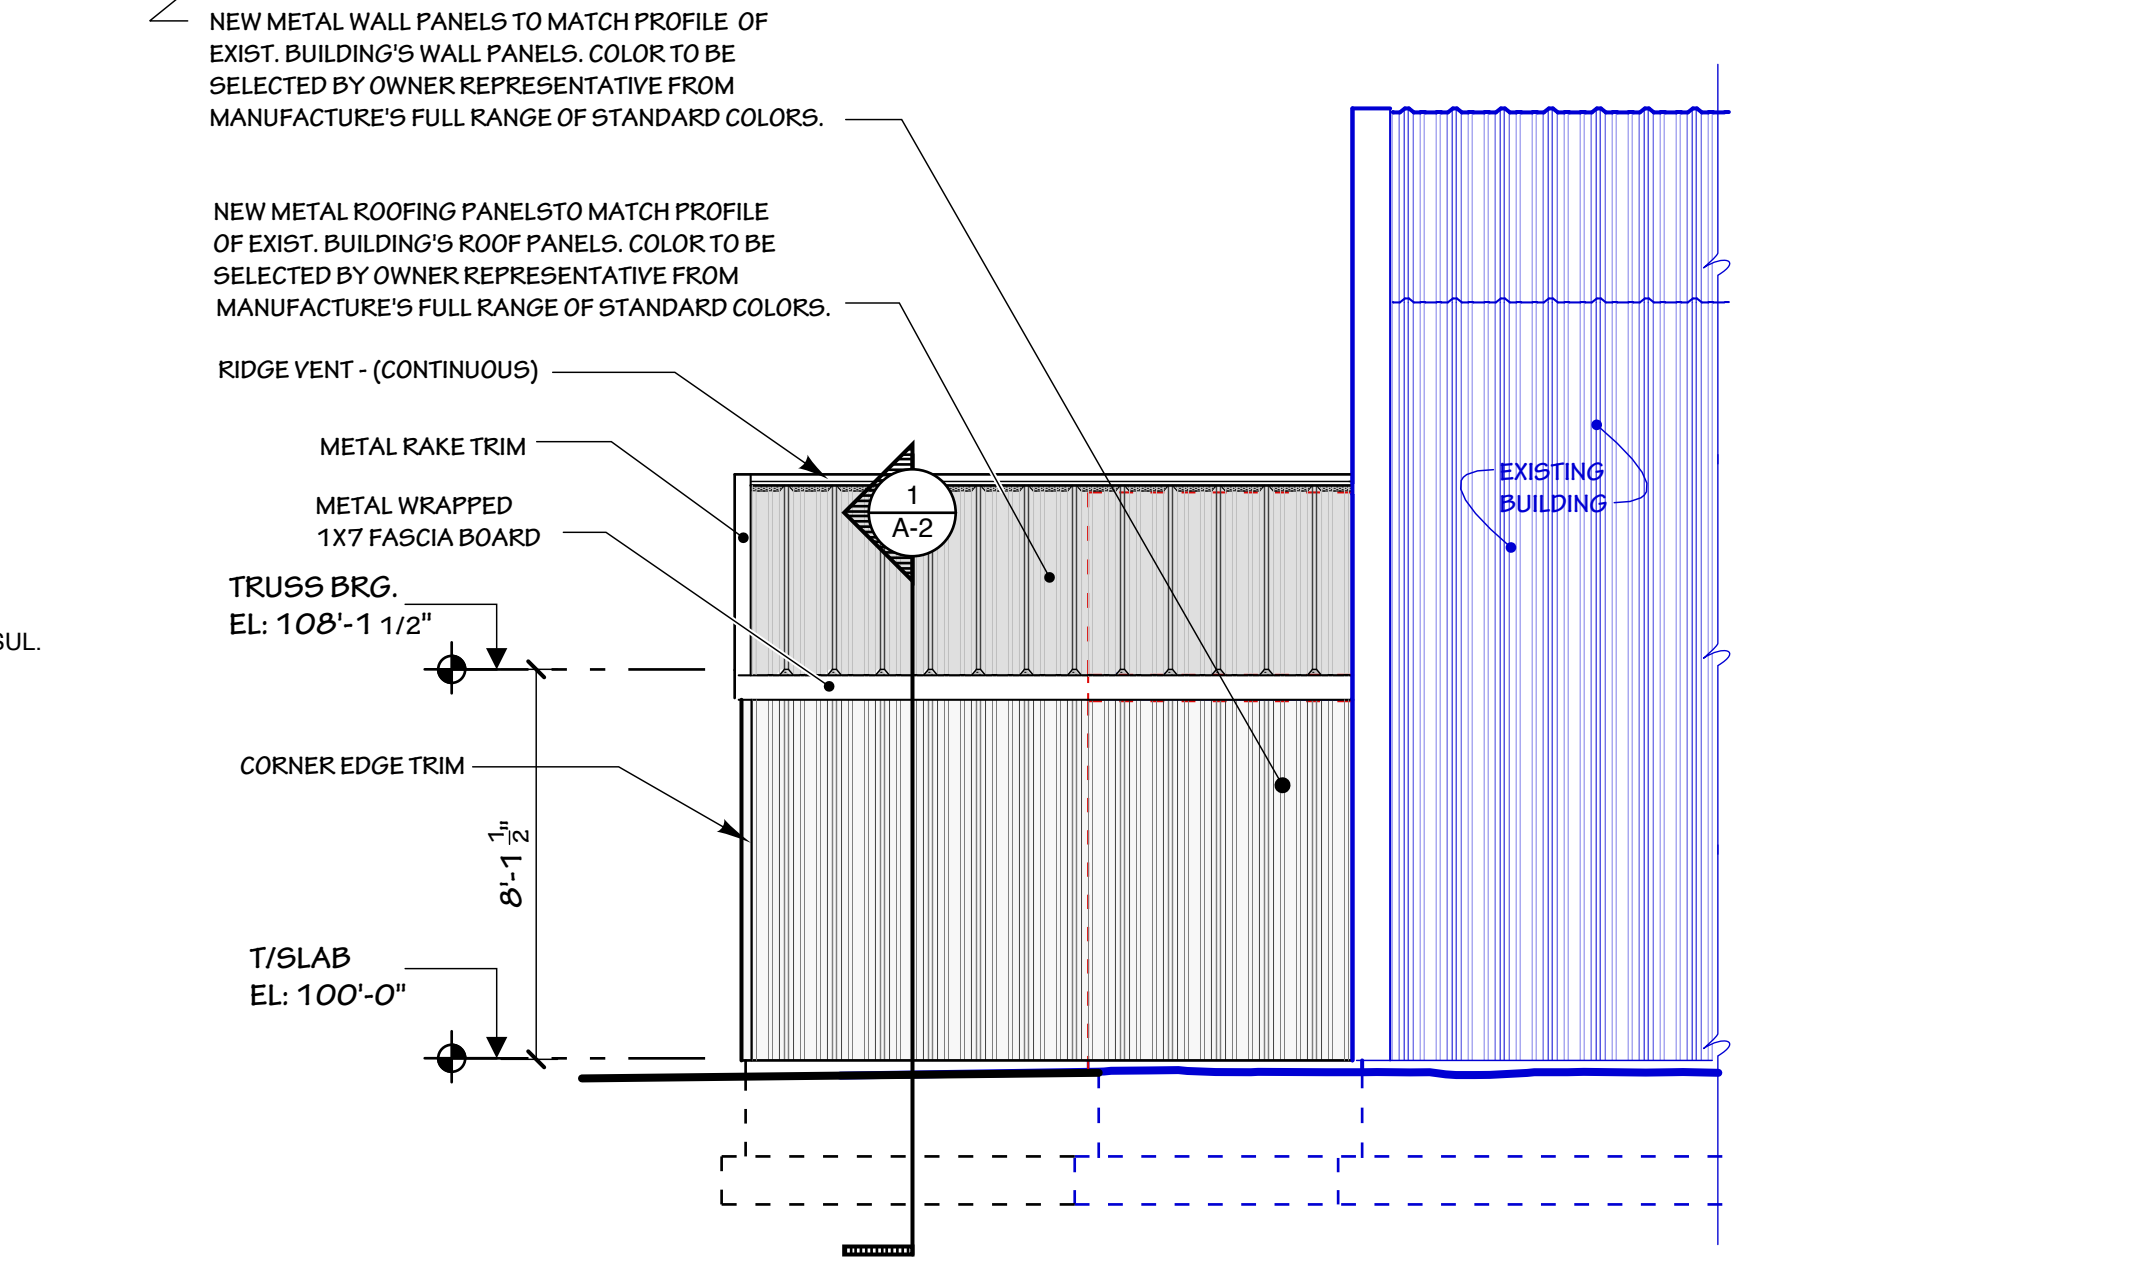 NEW METAL WALL PANELS TO MATCH PROFILE OF
EXIST. BUILDING'S WALL PANELS. COLOR TO BE
SELECTED BY OWNER REPRESENTATIVE FROM
MANUFACTURE'S FULL RANGE OF STANDARD COLORS.
NEW METAL ROOFING PANELSTO MATCH PROFILE
OF EXIST. BUILDING'S ROOF PANELS. COLOR TO BE
SELECTED BY OWNER REPRESENTATIVE FROM
MANUFACTURE'S FULL RANGE OF STANDARD COLORS.
RIDGE VENT - (CONTINUOUS)
METAL RAKE TRIM
METAL WRAPPED
1X7 FASCIA BOARD
TRUSS BRG.
EL: 108'-1 1/2"
SUL.
CORNER EDGE TRIM
8'-1 1/2"
T/SLAB
EL: 100'-0"
1
A-2
EXISTING
BUILDING